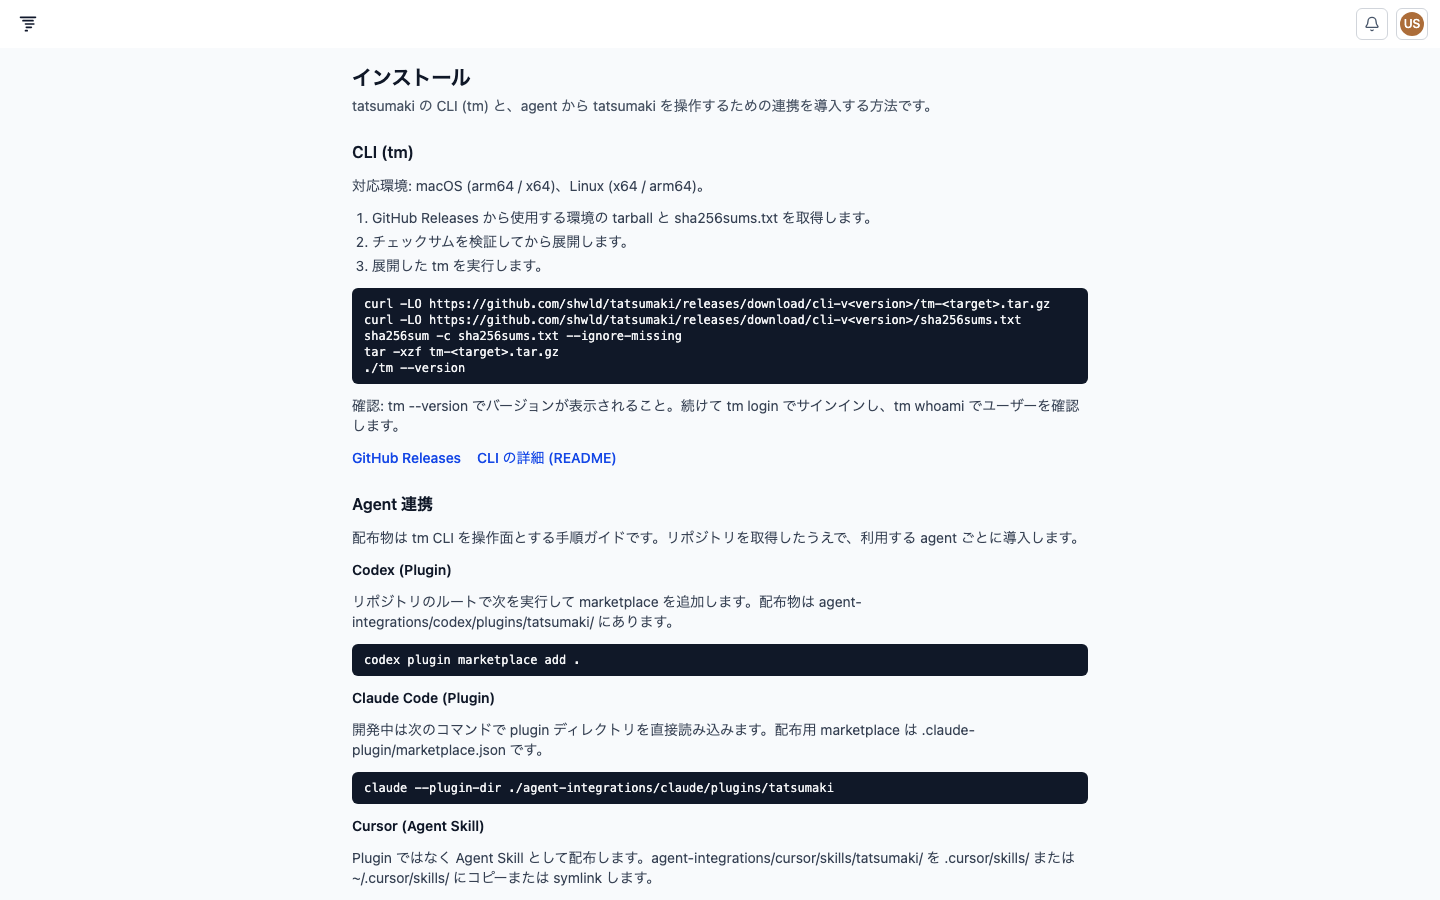 US
インストール
tatsumaki の CLI (tm) と、agent から tatsumaki を操作するための連携を導入する方法です。
CLI (tm)
対応環境: macOS (arm64 / x64)、Linux (x64 / arm64)。
1. GitHub Releases から使用する環境の tarball と sha256sums.txt を取得します。
2. チェックサムを検証してから展開します。
3. 展開した tm を実行します。
curl -LO https://github.com/shwld/tatsumaki/releases/download/cli-v<version>/tm-<target>.tar.gz
curl -LO https://github.com/shwld/tatsumaki/releases/download/cli-v<version>/sha256sums.txt
sha256sum -c sha256sums.txt --ignore-missing
tar -xzf tm-<target>.tar.gz
./tm --version
確認: tm --version でバージョンが表示されること。続けて tm login でサインインし、tm whoami でユーザーを確認
します。
GitHub Releases CLI の詳細 (README)
Agent 連携
配布物は tm CLI を操作面とする手順ガイドです。リポジトリを取得したうえで、利用する agent ごとに導入します。
Codex (Plugin)
リポジトリのルートで次を実行して marketplace を追加します。配布物は agent-
integrations/codex/plugins/tatsumaki/ にあります。
codex plugin marketplace add .
Claude Code (Plugin)
開発中は次のコマンドで plugin ディレクトリを直接読み込みます。配布用 marketplace は .claude-
plugin/marketplace.json です。
claude --plugin-dir ./agent-integrations/claude/plugins/tatsumaki
Cursor (Agent Skill)
Plugin ではなく Agent Skill として配布します。agent-integrations/cursor/skills/tatsumaki/ を .cursor/skills/ または
~/.cursor/skills/ にコピーまたは symlink します。